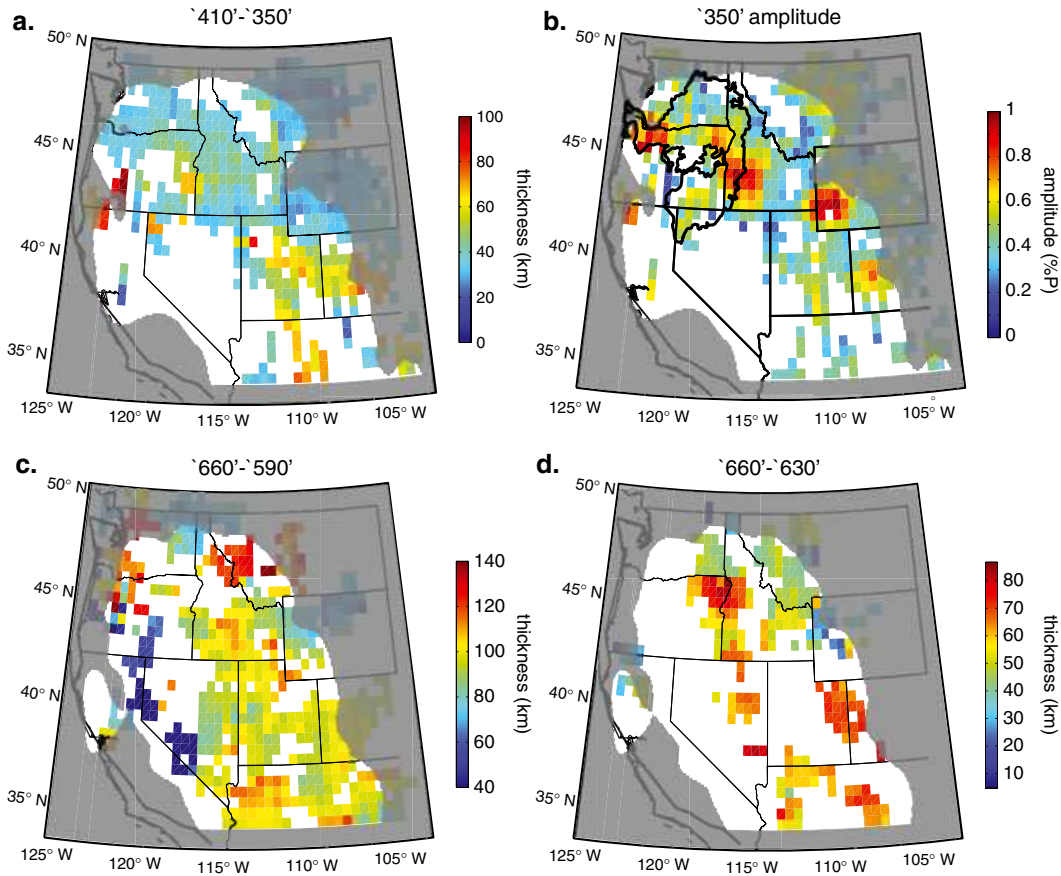 a.
`410'-`350'
50° N
45° N
40° N
35° N
125° W
120° W
115° W
110° W
105° W
100
80
60
40
20
0
thickness (km)
b.
`350' amplitude
50° N
45° N
40° N
35° N
125° W
120° W
115° W
110° W
105° W
1
0.8
0.6
0.4
0.2
0
amplitude (%P)
c.
`660'-`590'
50° N
45° N
40° N
35° N
125° W
120° W
115° W
110° W
105° W
140
120
100
80
60
40
thickness (km)
d.
`660'-`630'
50° N
45° N
40° N
35° N
125° W
120° W
115° W
110° W
105° W
80
70
60
50
40
30
20
10
thickness (km)